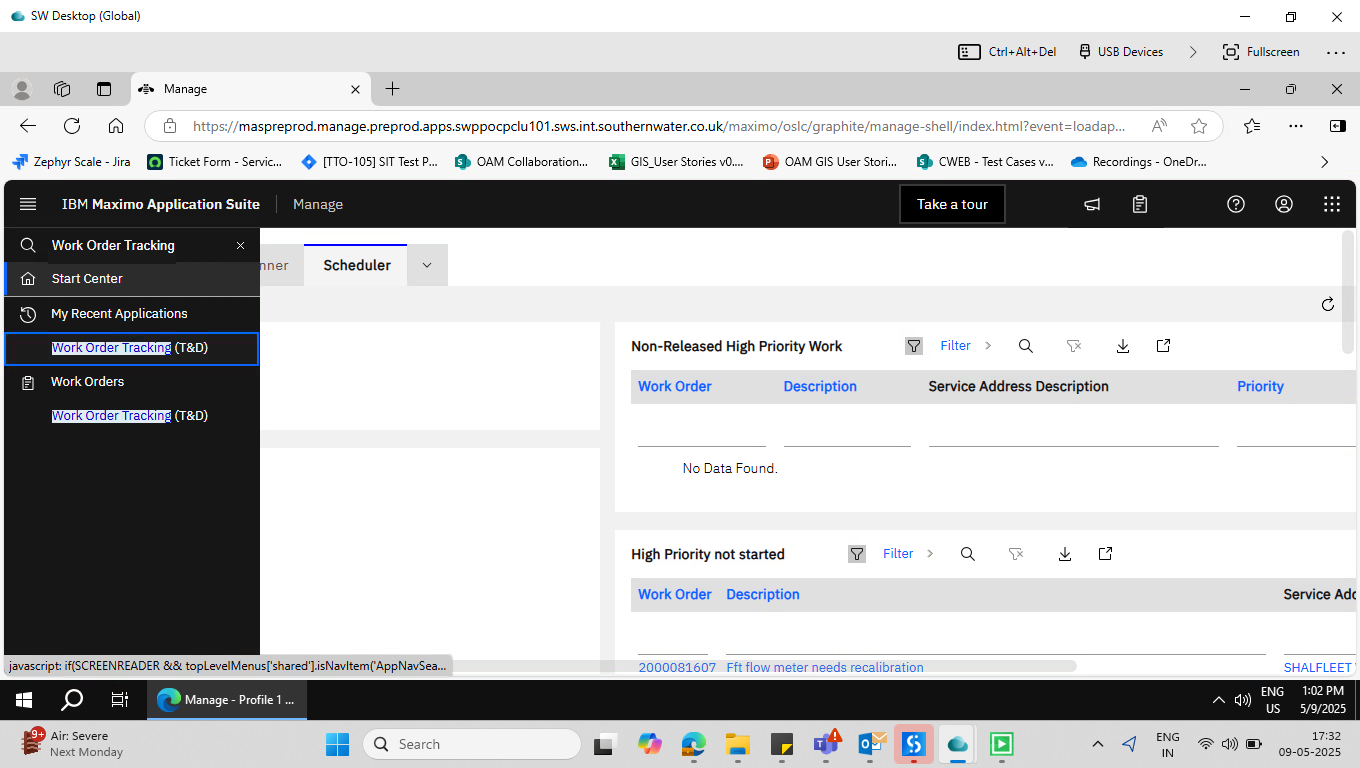 SW Desktop (Global)
Ctrl+Alt+Del
USB Devices
Fullscreen
Manage
https://maspreprod.manage.preprod.apps.swppocpclu101.sws.int.southernwater.co.uk/maximo/oslc/graphite/manage-shell/index.html?event=loadap...
Zephyr Scale - Jira
Ticket Form - Servic...
[TTO-105] SIT Test P...
OAM Collaboration...
GIS_User Stories v0....
OAM GIS User Stori...
CWEB - Test Cases v...
Recordings - OneDr...
IBM Maximo Application Suite
Manage
Take a tour
Work Order Tracking
Start Center
My Recent Applications
Work Order Tracking (T&D)
Work Orders
Work Order Tracking (T&D)
nner
Scheduler
Non-Released High Priority Work
Filter
Work Order
Description
Service Address Description
Priority
No Data Found.
High Priority not started
Filter
Work Order
Description
Service Add
2000081607
Fft flow meter needs recalibration
SHALFLEET
javascript: if(SCREENREADER && topLevelMenus['shared'].isNavItem('AppNavSea...
Manage - Profile 1 ...
ENG
US
1:02 PM
5/9/2025
9+
Air: Severe
Next Monday
Search
ENG
IN
17:32
09-05-2025